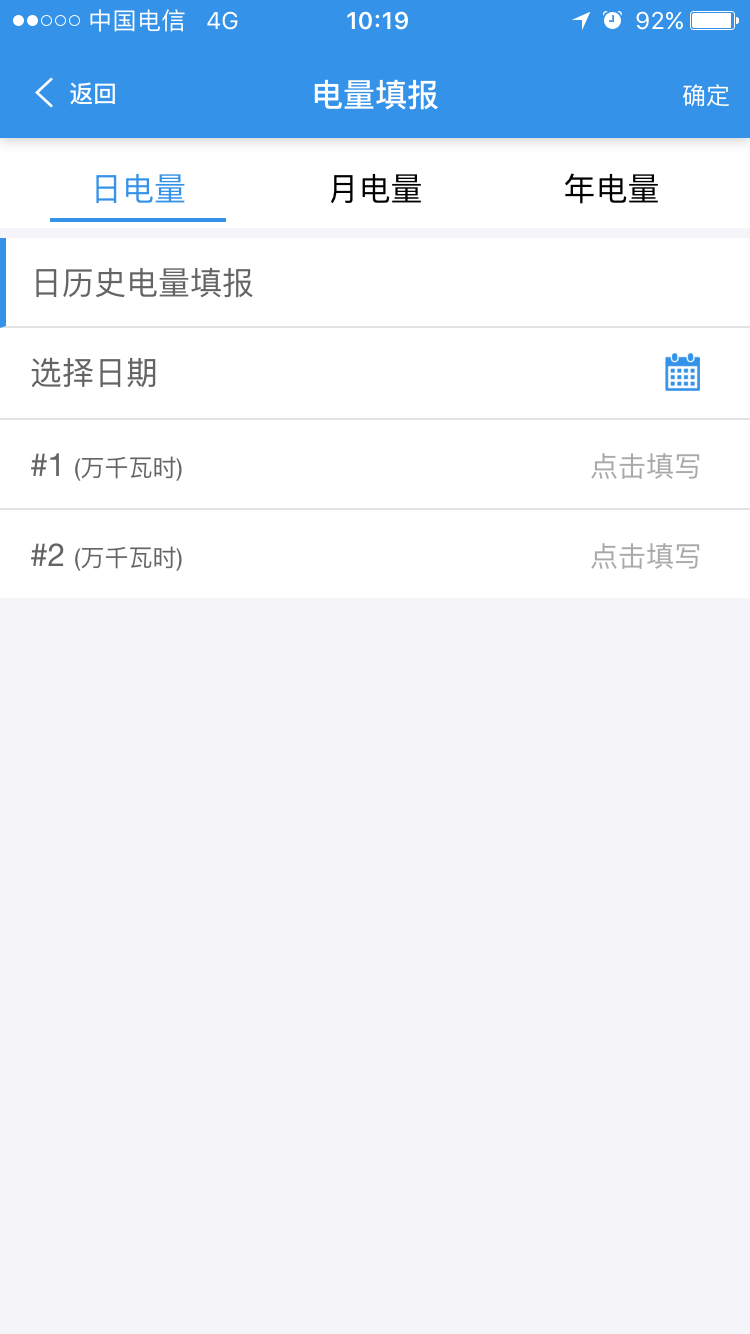 中国电信 4G 10:19 92%
返回 电量填报 确定
日电量 月电量 年电量
日历史电量填报
选择日期
#1 (万千瓦时) 点击填写
#2 (万千瓦时) 点击填写